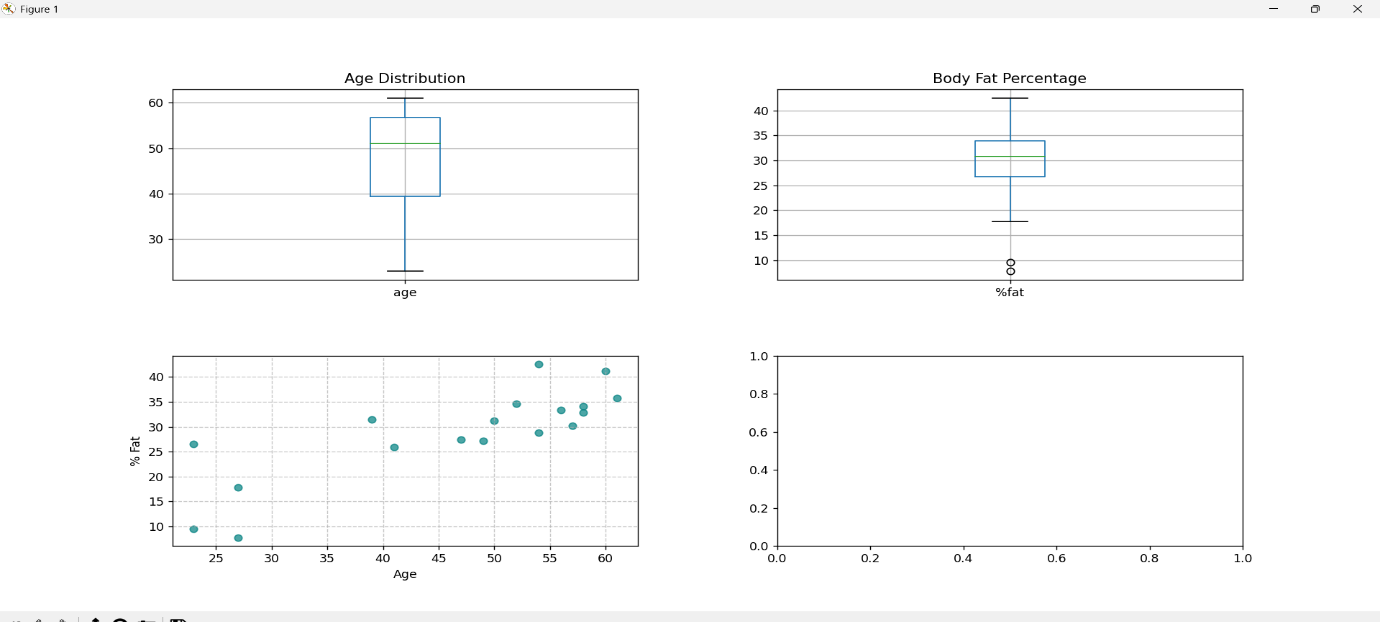 Figure 1
Age Distribution
60
50
40
30
age
Body Fat Percentage
40
35
30
25
20
15
10
%fat
% Fat
40
35
30
25
20
15
10
25 30 35 40 45 50 55 60
Age
1.0
0.8
0.6
0.4
0.2
0.0
0.0 0.2 0.4 0.6 0.8 1.0